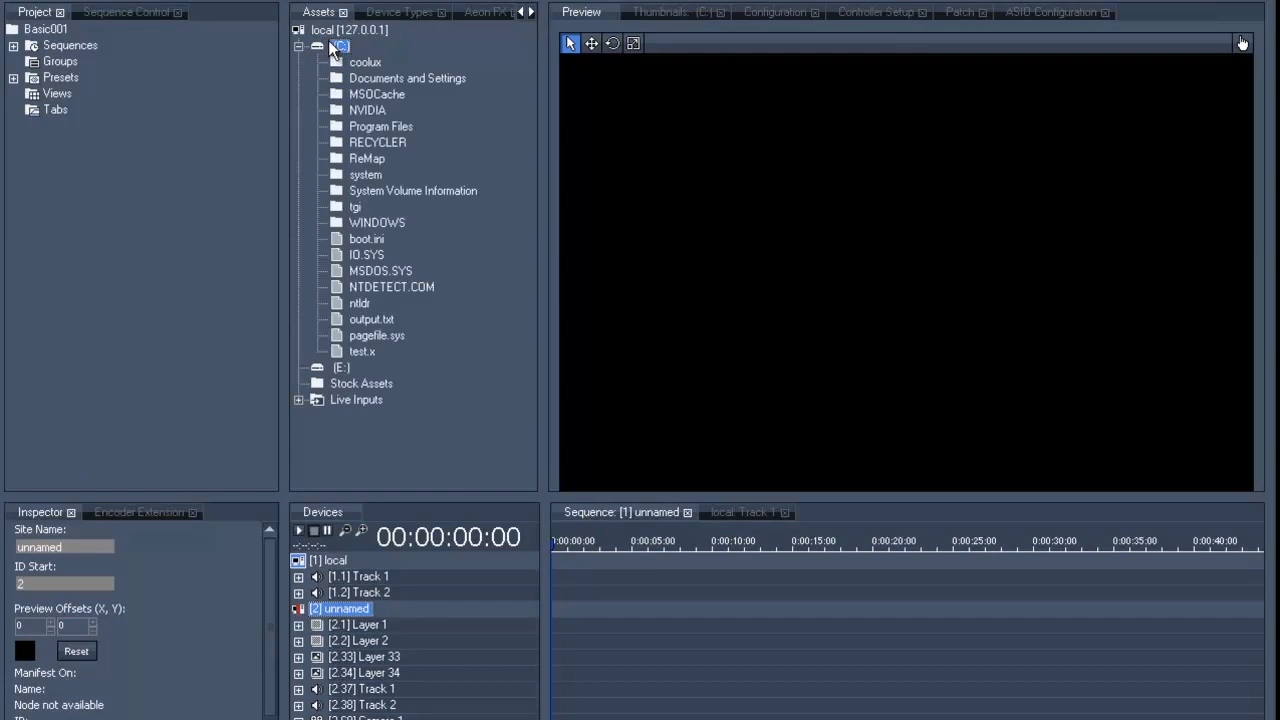 Project
Sequence Control
Basic001
Sequences
Groups
Presets
Views
Tabs
Assets
Device Types
Aeon FX
local [127.0.0.1]
(C:)
coolux
Documents and Settings
MSOCache
NVIDIA
Program Files
RECYCLER
ReMap
system
System Volume Information
tgi
WINDOWS
boot.ini
IO.SYS
MSDOS.SYS
NTDETECT.COM
ntldr
output.txt
pagefile.sys
test.x
(E:)
Stock Assets
Live Inputs
Preview
Thumbnails: (C:)
Configuration
Controller Setup
Patch
ASIO Configuration
Inspector
Encoder Extension
Site Name:
unnamed
ID Start:
2
Preview Offsets (X, Y):
0 0
Reset
Manifest On:
Name:
Node not available
Devices
00:00:00:00
--:--:--:--
[1] local
[1.1] Track 1
[1.2] Track 2
[2] unnamed
[2.1] Layer 1
[2.2] Layer 2
[2.33] Layer 33
[2.34] Layer 34
[2.37] Track 1
[2.38] Track 2
Sequence: [1] unnamed
local: Track 1
0:00:00:00 0:00:05:00 0:00:10:00 0:00:15:00 0:00:20:00 0:00:25:00 0:00:30:00 0:00:35:00 0:00:40:00